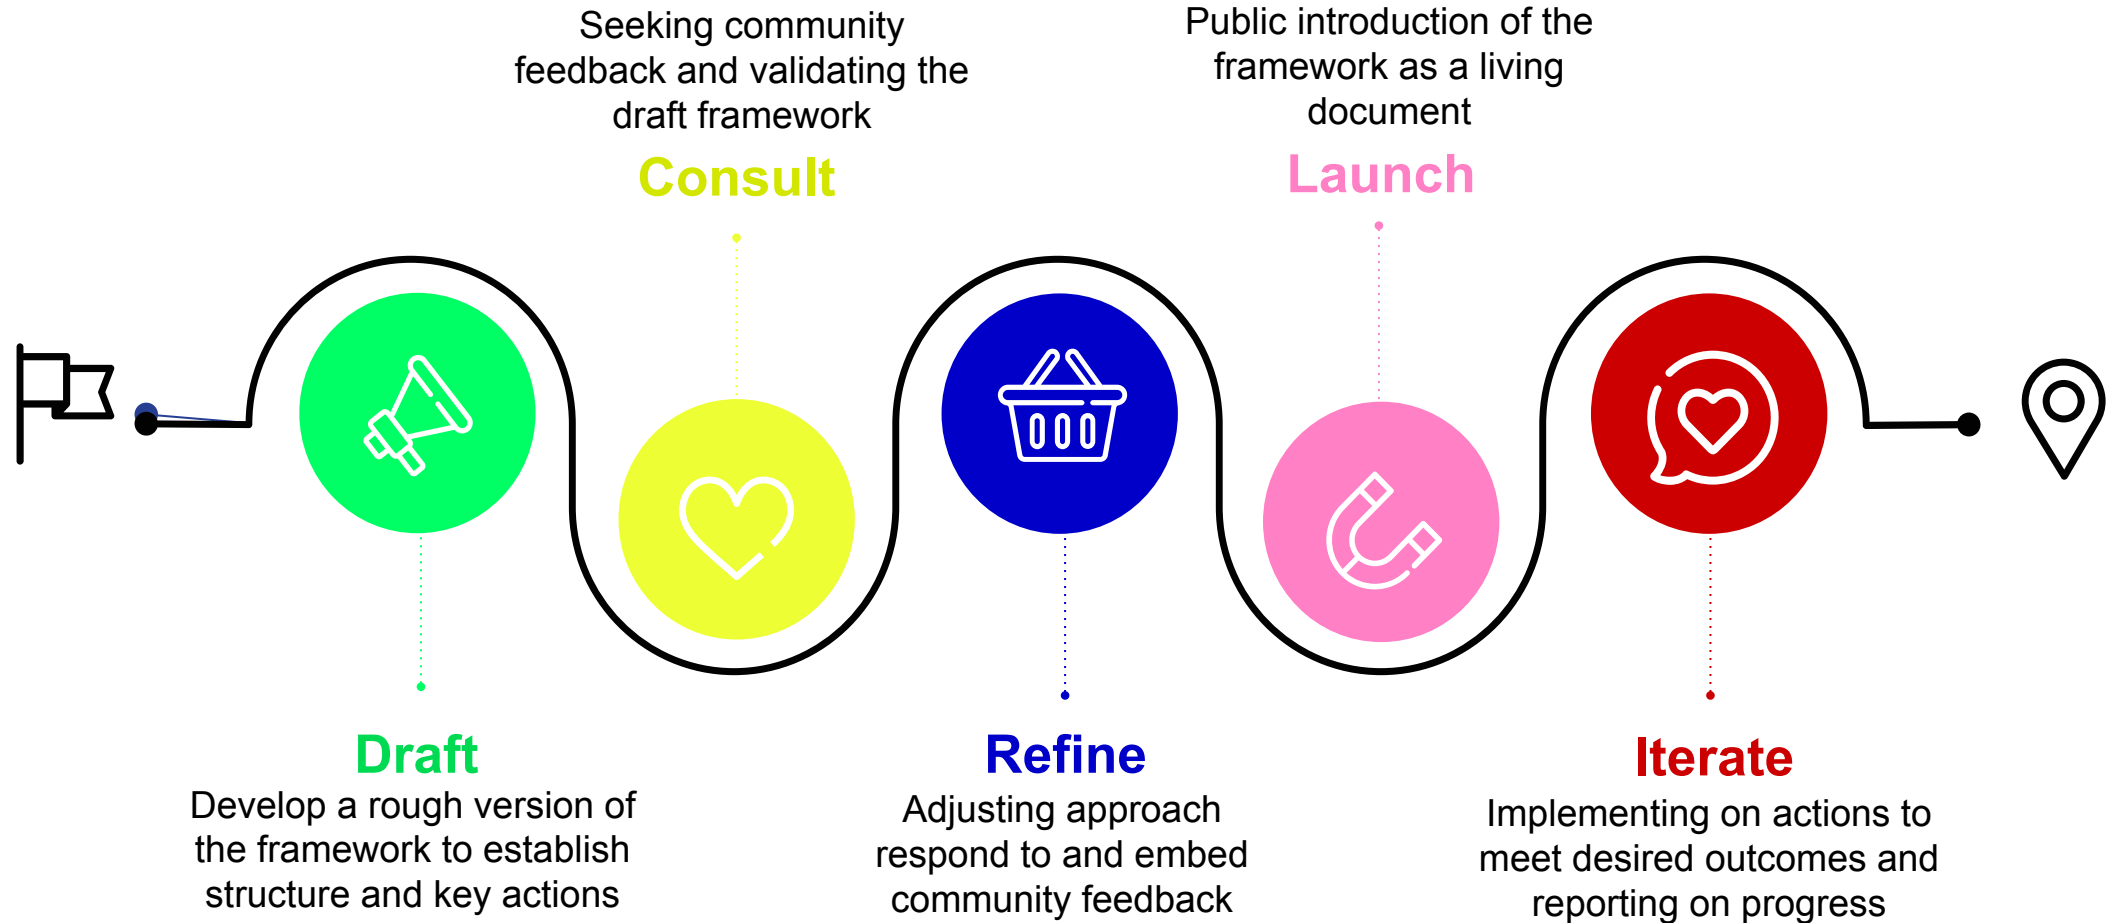 Seeking community
feedback and validating the
draft framework
Consult
Public introduction of the
framework as a living
document
Launch
Draft
Develop a rough version of
the framework to establish
structure and key actions
Refine
Adjusting approach
respond to and embed
community feedback
Iterate
Implementing on actions to
meet desired outcomes and
reporting on progress